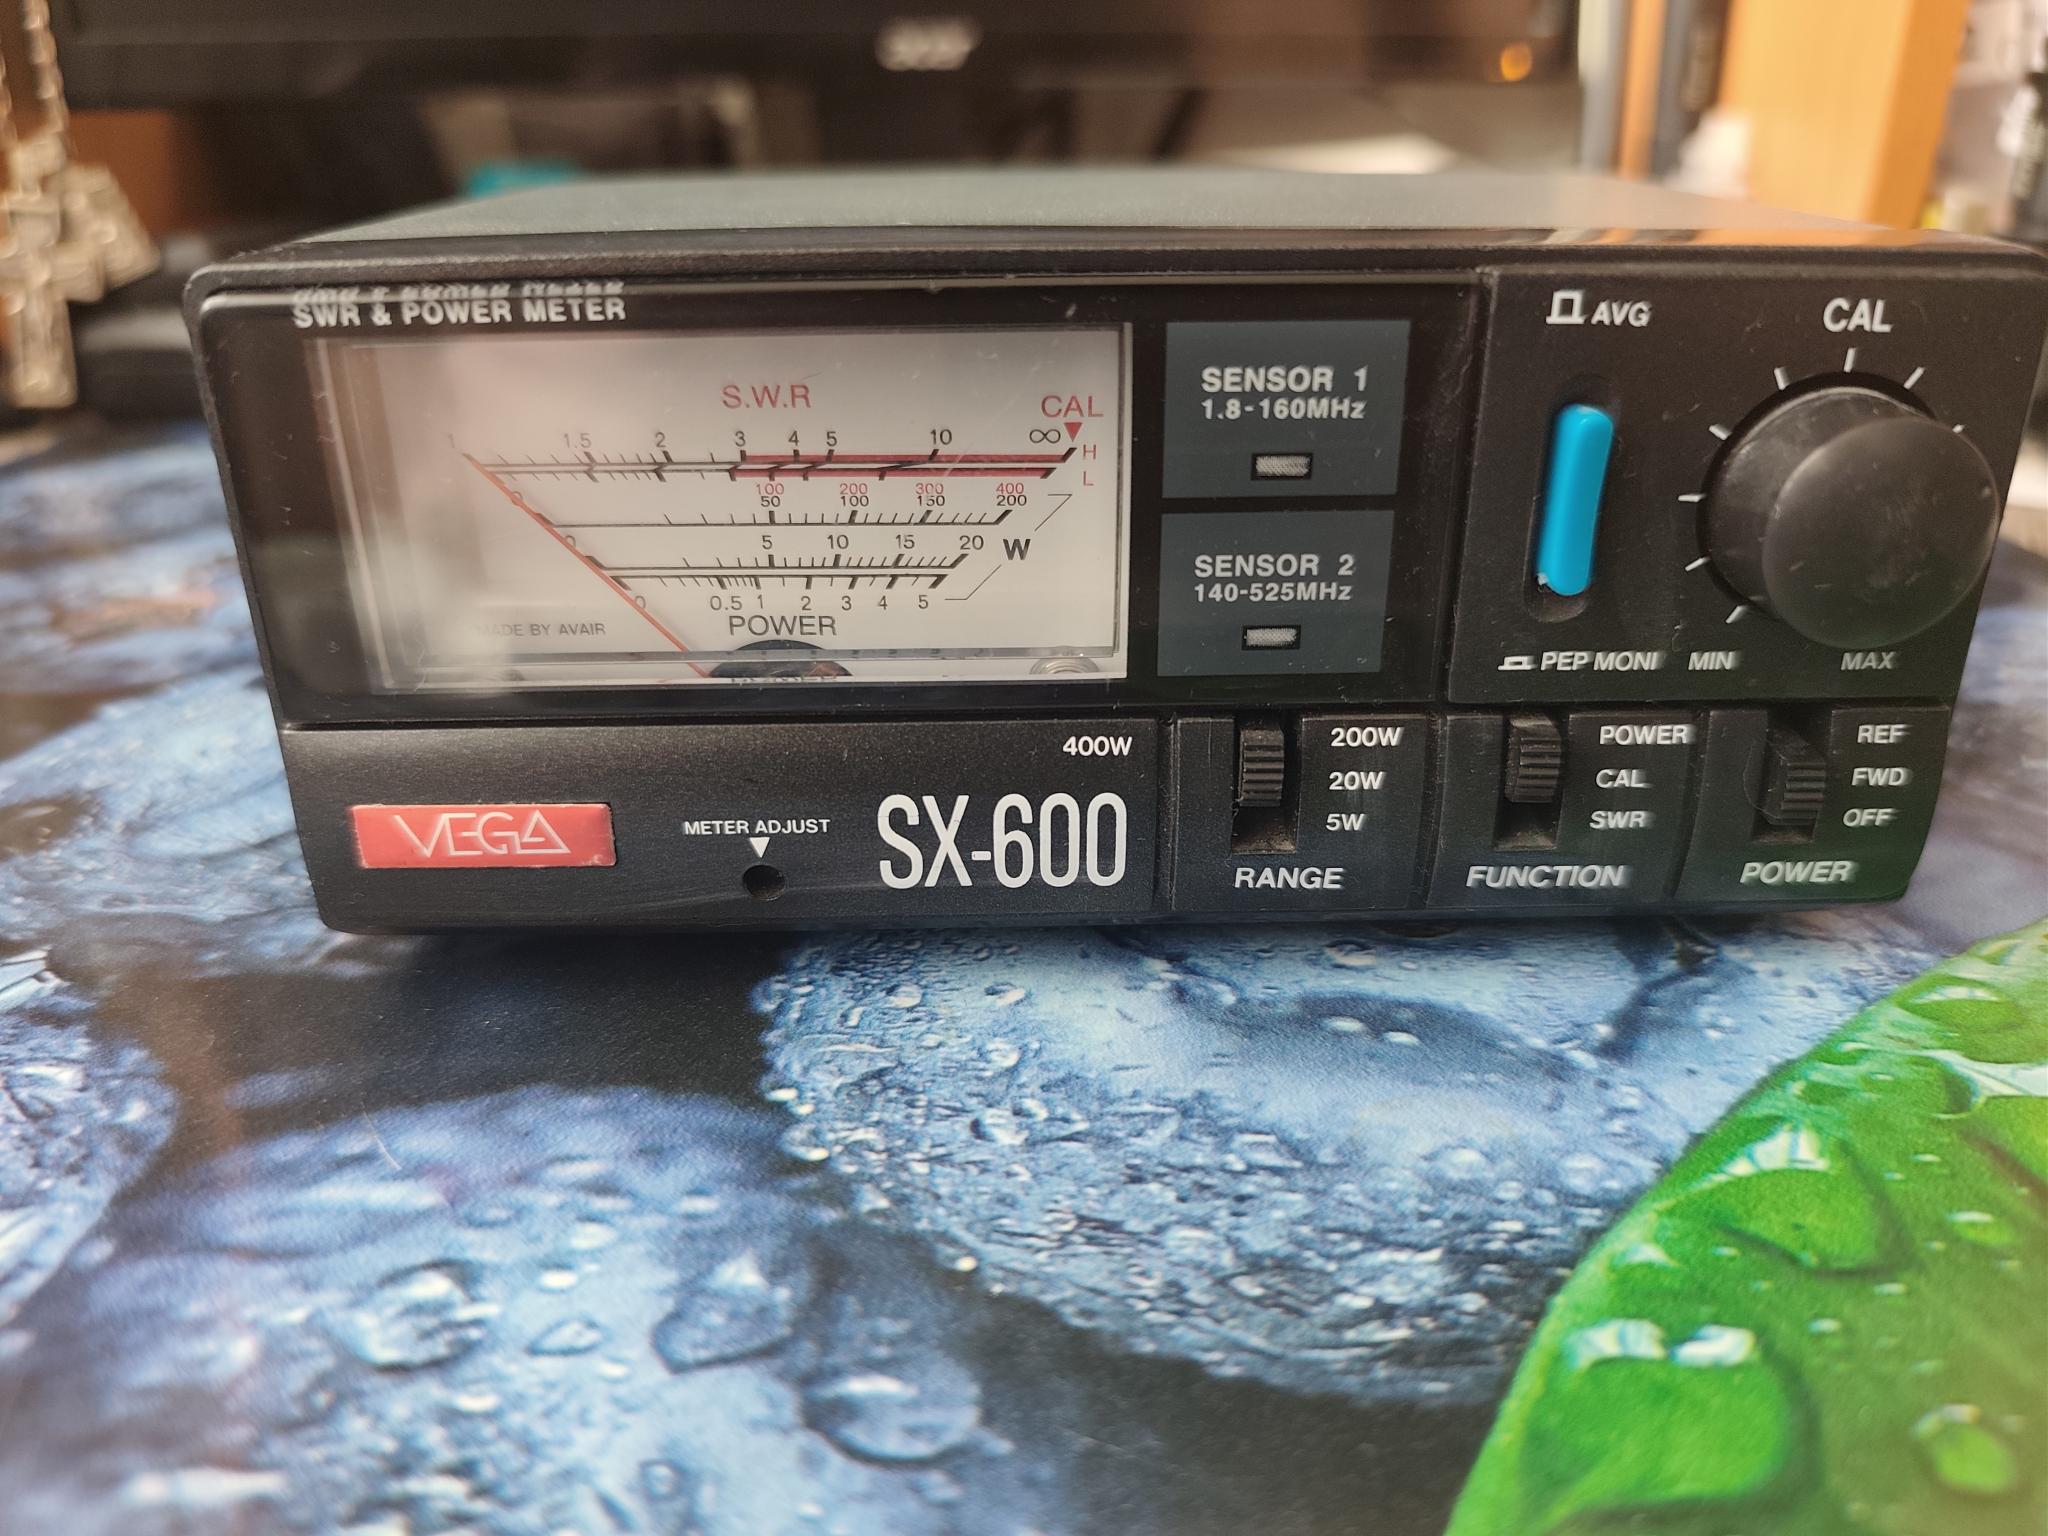 acer
SWR & POWER METER
S.W.R
CAL
1 1.5 2 3 4 5 10 ∞
H
L
100 200 300 400
0 50 100 150 200
0 5 10 15 20
W
0 0.5 1 2 3 4 5
POWER
MADE BY AVAIR
SENSOR 1
1.8-160MHz
SENSOR 2
140-525MHz
AVG
PEP MONI
CAL
MIN
MAX
VEGA
METER ADJUST
400W
SX-600
200W
20W
5W
RANGE
POWER
CAL
SWR
FUNCTION
REF
FWD
OFF
POWER